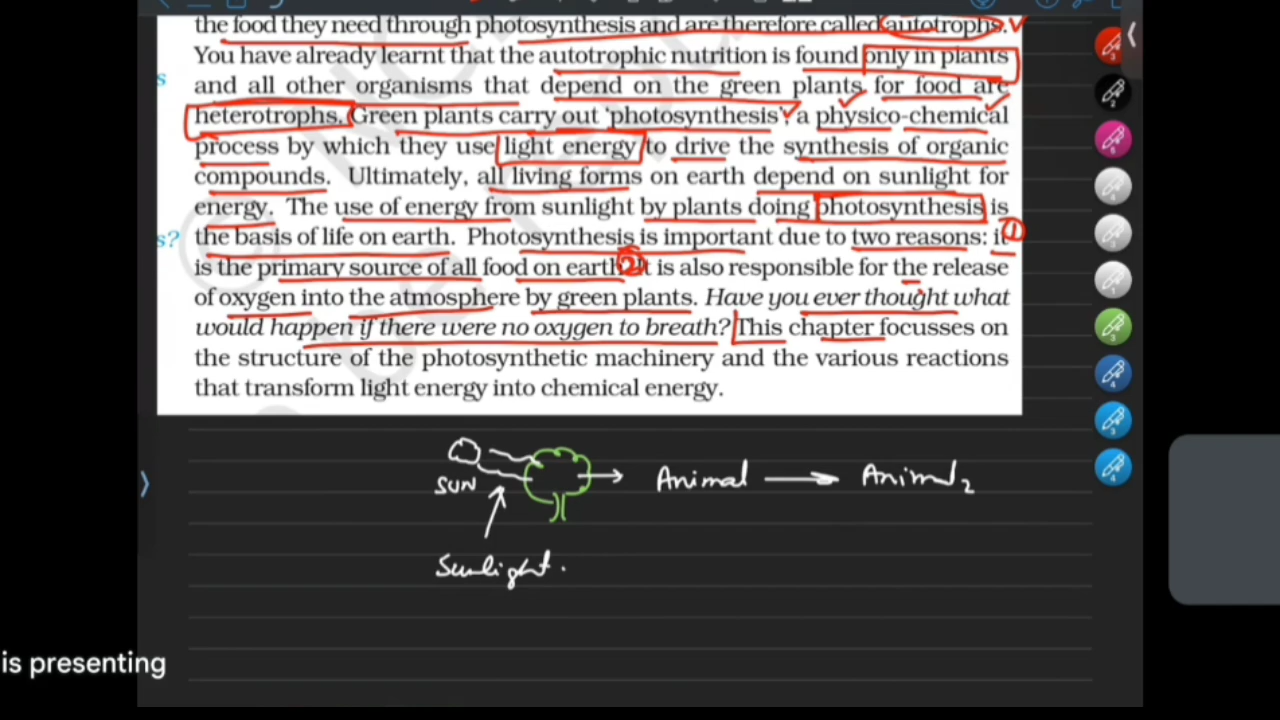 the food they need through photosynthesis and are therefore called autotrophs.
You have already learnt that the autotrophic nutrition is found only in plants
s
and all other organisms that depend on the green plants for food are
heterotrophs. Green plants carry out ‘photosynthesis’, a physico-chemical
process by which they use light energy to drive the synthesis of organic
compounds. Ultimately, all living forms on earth depend on sunlight for
energy. The use of energy from sunlight by plants doing photosynthesis is
s? the basis of life on earth. Photosynthesis is important due to two reasons: it 1
is the primary source of all food on earth 2 It is also responsible for the release
of oxygen into the atmosphere by green plants. Have you ever thought what
would happen if there were no oxygen to breath? This chapter focusses on
the structure of the photosynthetic machinery and the various reactions
that transform light energy into chemical energy.
SUN Animal Animal2
Sunlight.
is presenting